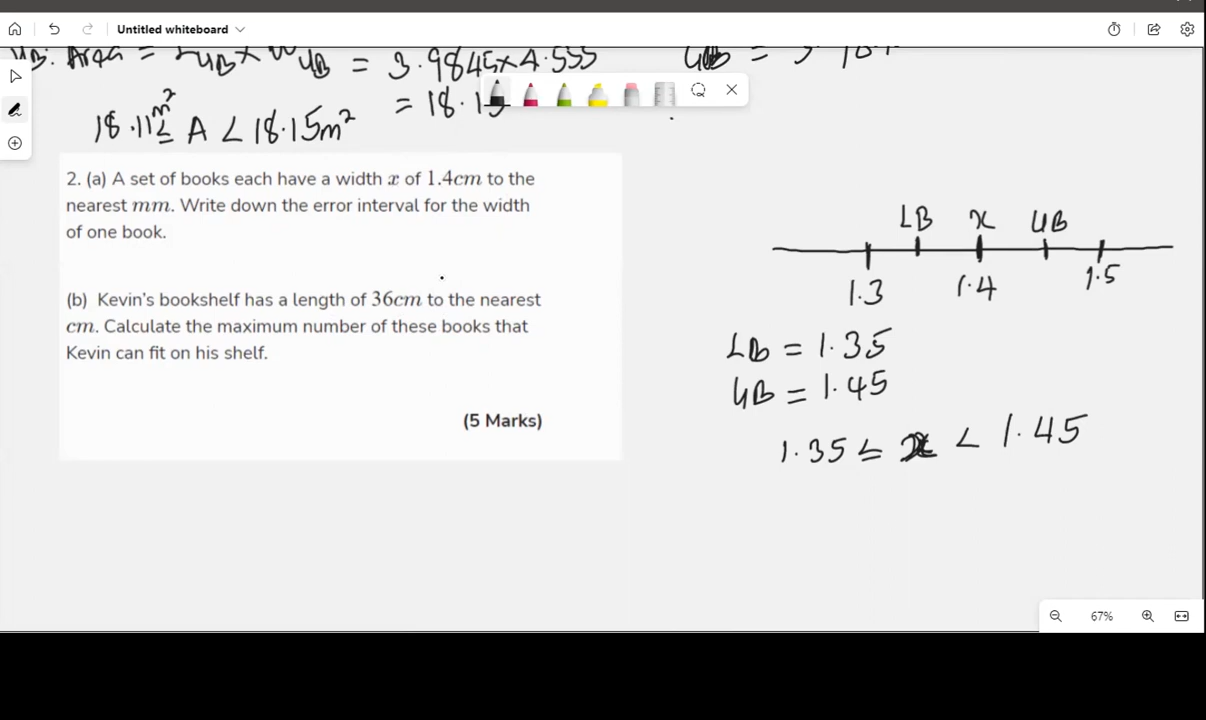 Untitled whiteboard
UB: Area = L UB × W UB = 3.9845×4.555
= 18.15
18.11m² ≤ A < 18.15m²
2. (a) A set of books each have a width x of 1.4cm to the
nearest mm. Write down the error interval for the width
of one book.
(b) Kevin's bookshelf has a length of 36cm to the nearest
cm. Calculate the maximum number of these books that
Kevin can fit on his shelf.
(5 Marks)
LB x UB
1.3 1.4 1.5
LB = 1.35
UB = 1.45
1.35 ≤ x < 1.45
67%